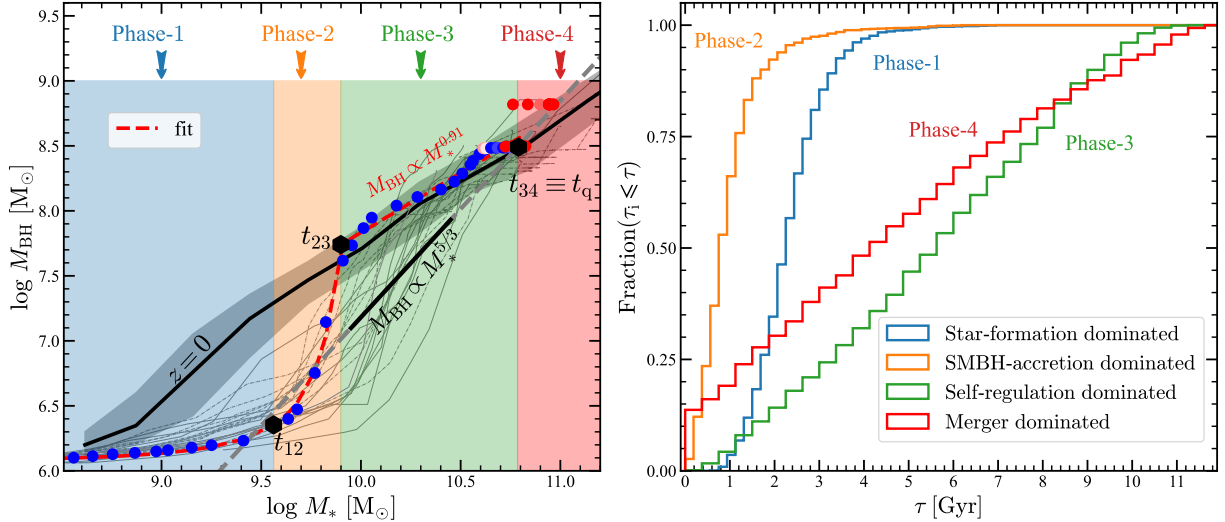 Phase-1
Phase-2
Phase-3
Phase-4
9.0
8.5
8.0
7.5
7.0
6.5
6.0
log M_BH [M_⊙]
fit
M_BH ∝ M_*^0.91
t_34 ≡ t_q
t_23
M_BH ∝ M_*^5/3
z = 0
t_12
9.0
9.5
10.0
10.5
11.0
log M_* [M_⊙]
1.00
0.75
0.50
0.25
0.00
Fraction(τ_i ⩽ τ)
Phase-2
Phase-1
Phase-4
Phase-3
Star-formation dominated
SMBH-accretion dominated
Self-regulation dominated
Merger dominated
0
1
2
3
4
5
6
7
8
9
10
11
τ [Gyr]